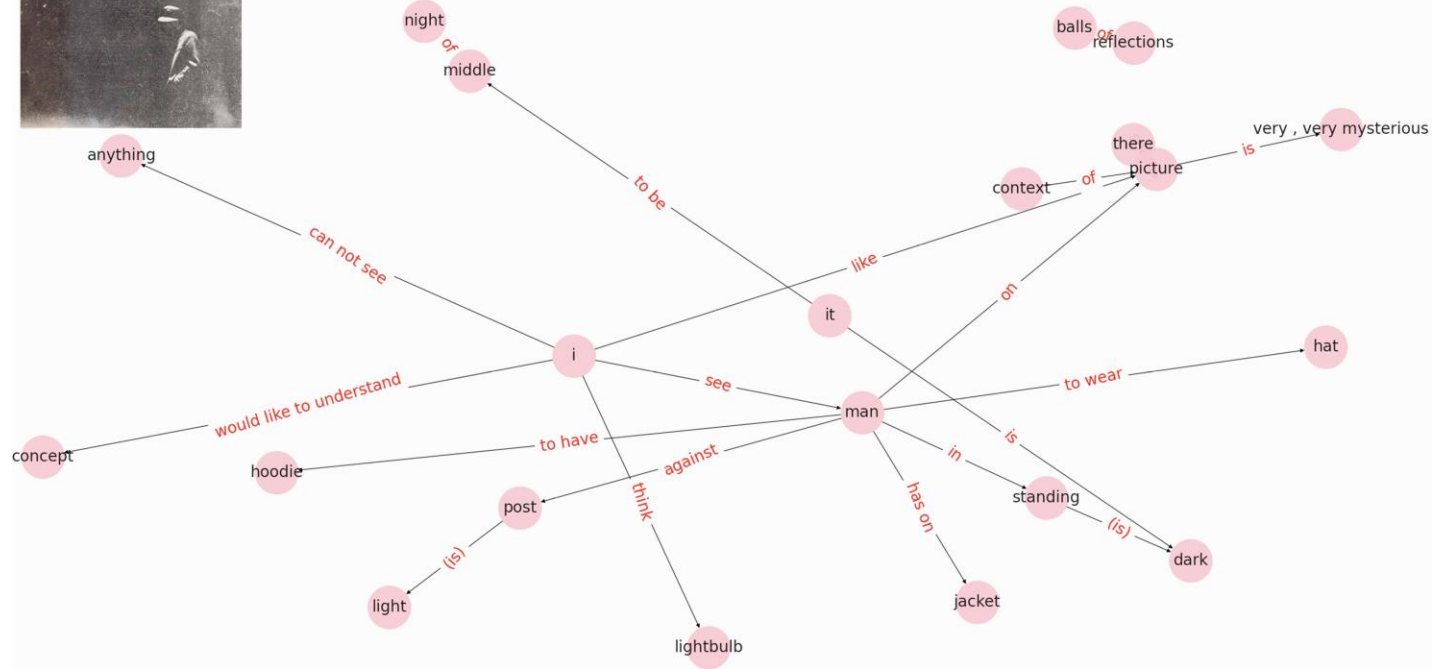 night
balls
of
reflections
of
middle
very , very mysterious
there
is
anything
picture
of
context
to be
can not see
like
on
it
hat
i
see
to wear
would like to understand
man
to have
is
concept
against
in
hoodie
think
standing
post
has on
(is)
(is)
dark
light
jacket
lightbulb